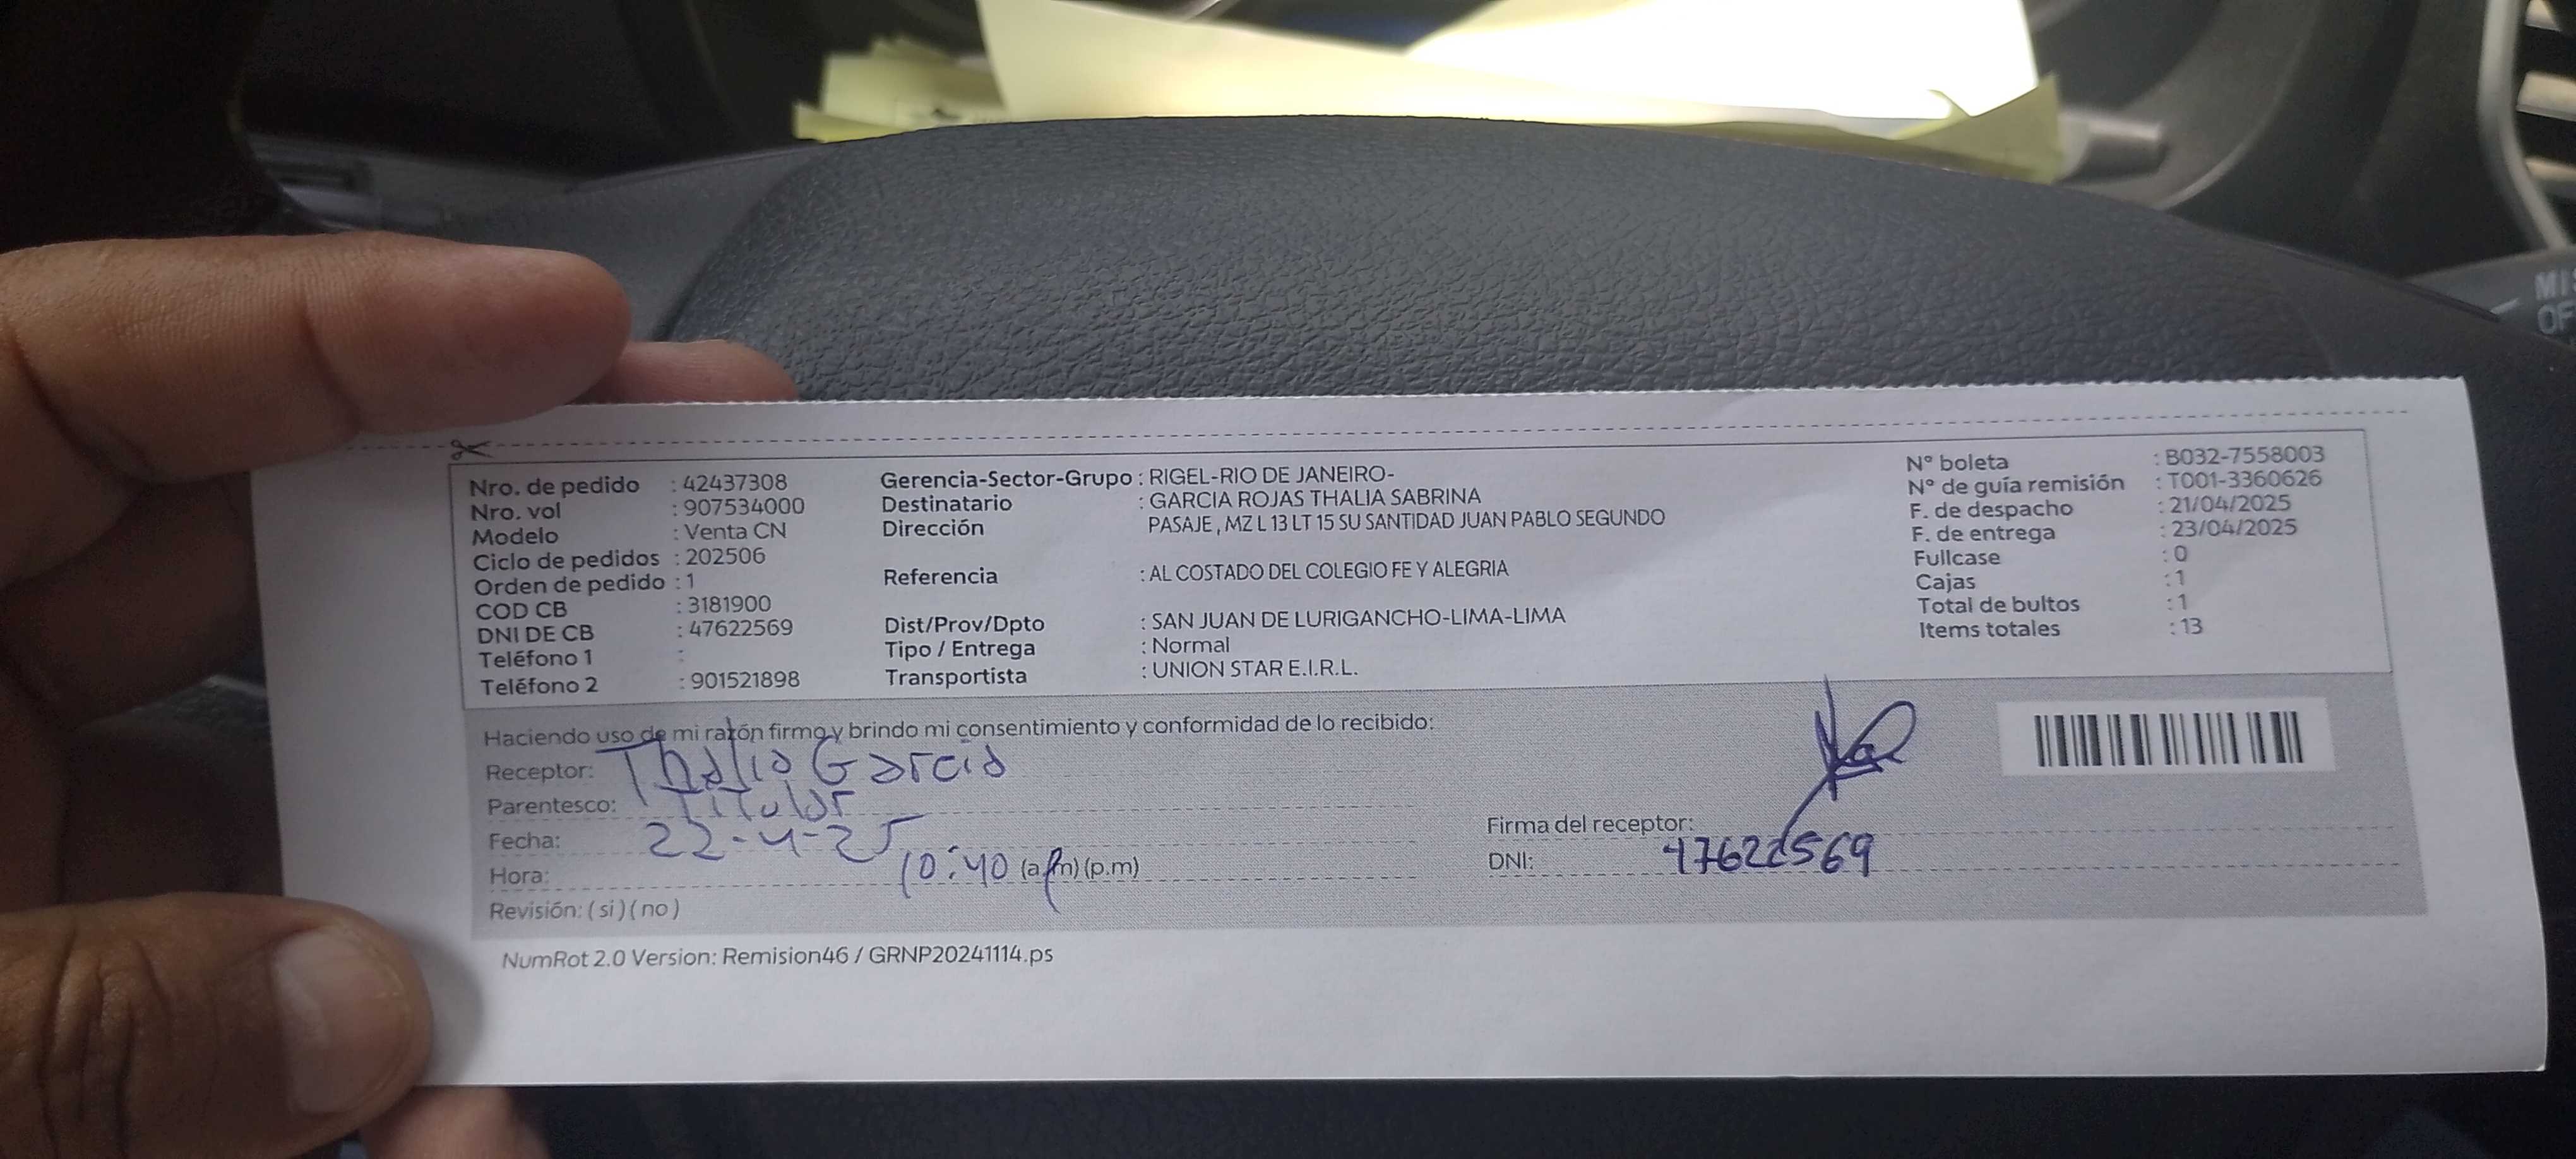 Nro. de pedido : 42437308
Nro. vol : 907534000
Modelo : Venta CN
Ciclo de pedidos : 202506
Orden de pedido : 1
COD CB : 3181900
DNI DE CB : 47622569
Teléfono 1 :
Teléfono 2 : 901521898
Gerencia-Sector-Grupo : RIGEL-RIO DE JANEIRO-
Destinatario : GARCIA ROJAS THALIA SABRINA
Dirección PASAJE , MZ L 13 LT 15 SU SANTIDAD JUAN PABLO SEGUNDO
Referencia : AL COSTADO DEL COLEGIO FE Y ALEGRIA
Dist/Prov/Dpto : SAN JUAN DE LURIGANCHO-LIMA-LIMA
Tipo / Entrega : Normal
Transportista : UNION STAR E.I.R.L.
N° boleta : B032-7558003
N° de guía remisión : T001-3360626
F. de despacho : 21/04/2025
F. de entrega : 23/04/2025
Fullcase : 0
Cajas : 1
Total de bultos : 1
Items totales : 13
Haciendo uso de mi razón firmo y brindo mi consentimiento y conformidad de lo recibido:
Receptor: Thalia Garcia
Parentesco: Titular
Fecha: 22-4-25
Hora: 10:40 (a.m) (p.m)
Revisión: ( si ) ( no )
Firma del receptor:
DNI: 47622569
NumRot 2.0 Version: Remision46 / GRNP20241114.ps